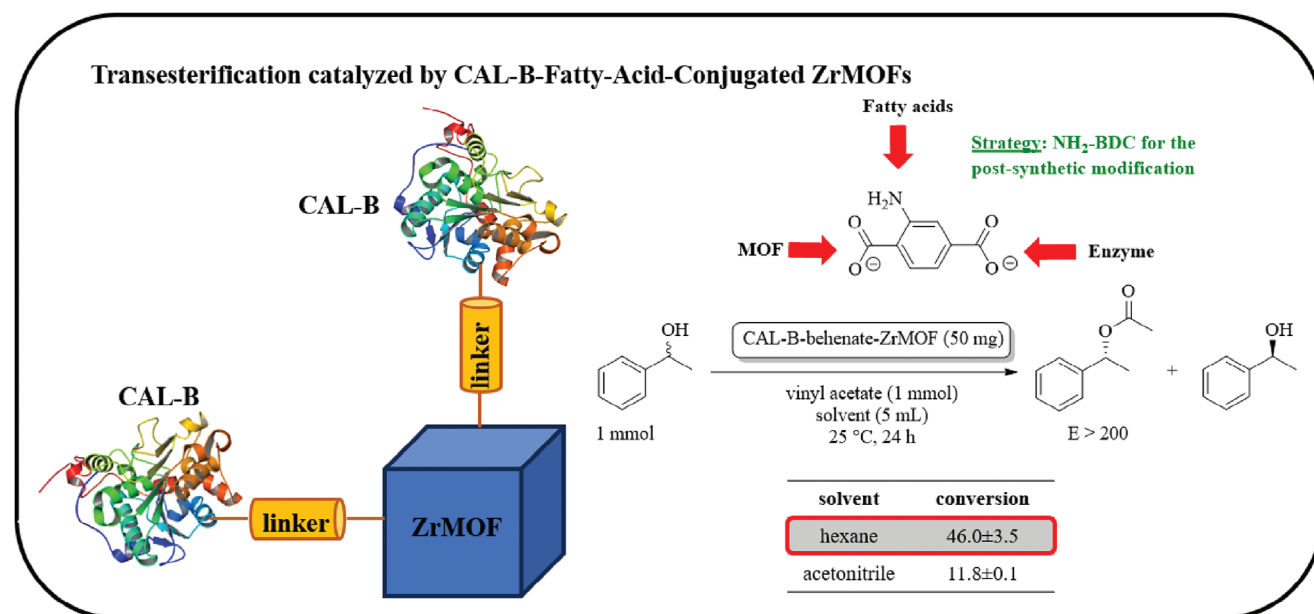 Transesterification catalyzed by CAL-B-Fatty-Acid-Conjugated ZrMOFs
CAL-B
linker
CAL-B
linker
ZrMOF
Fatty acids
Strategy: NH₂-BDC for the
post-synthetic modification
H₂N
MOF
O
O
O
O
Enzyme
OH
1 mmol
CAL-B-behenate-ZrMOF (50 mg)
vinyl acetate (1 mmol)
solvent (5 mL)
25 °C, 24 h
O
O
E > 200
+
OH
solvent conversion
hexane 46.0±3.5
acetonitrile 11.8±0.1